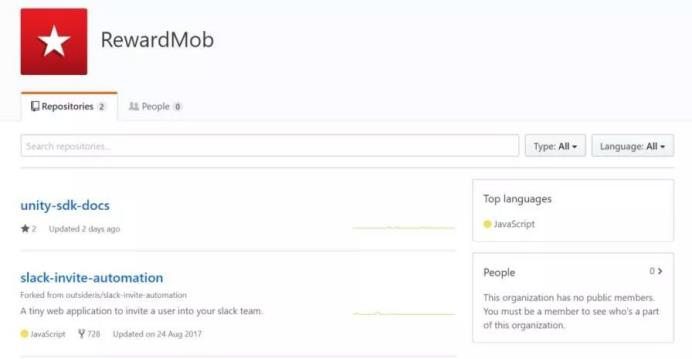 RewardMob
Repositories 2 People 0
Search repositories... Type: All Language: All
unity-sdk-docs
2 Updated 2 days ago
slack-invite-automation
Forked from outsideris/slack-invite-automation
A tiny web application to invite a user into your slack team.
JavaScript 728 Updated on 24 Aug 2017
Top languages
JavaScript
People 0 >
This organization has no public members.
You must be a member to see who's a part
of this organization.